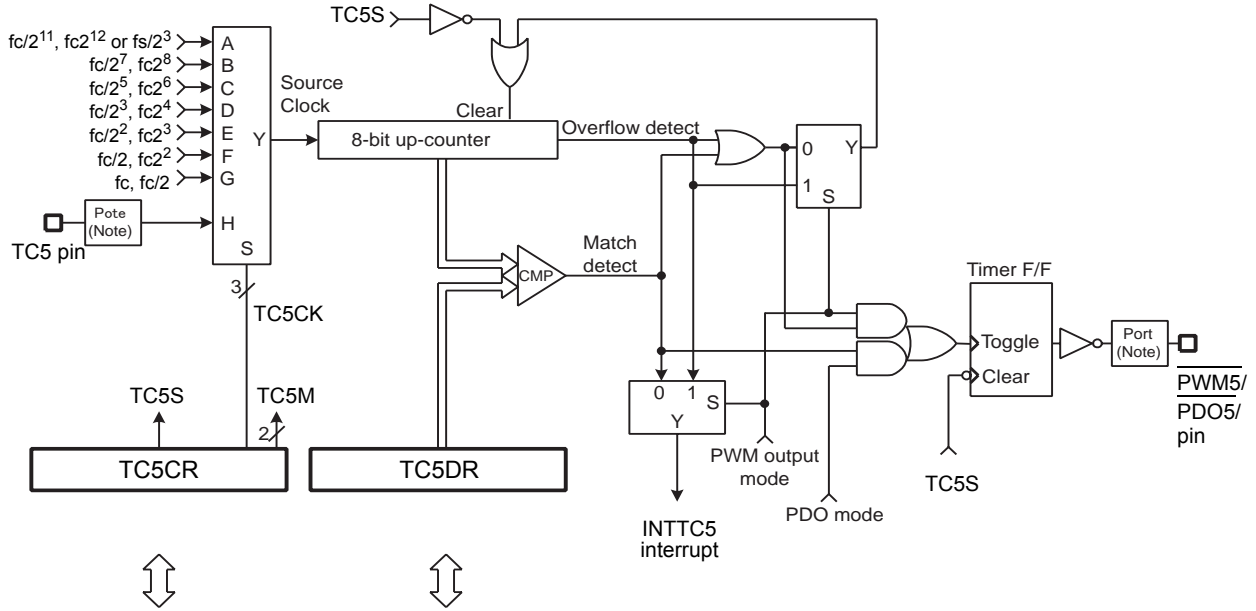 TC5S
fc/2¹¹, fc2¹² or fs/2³
A
fc/2⁷, fc2⁸
B
fc/2⁵, fc2⁶
C
fc/2³, fc2⁴
D
fc/2², fc2³
E
fc/2, fc2²
F
fc, fc/2
G
Y
H
S
Source
Clock
Clear
8-bit up-counter
Overflow detect
0
Y
1
S
Pote
(Note)
TC5 pin
CMP
Match
detect
3
TC5CK
Timer F/F
Toggle
Clear
Port
(Note)
PWM5/
PDO5/
pin
0
1
S
Y
TC5S
TC5M
2
TC5CR
TC5DR
PWM output
mode
PDO mode
TC5S
INTTC5
interrupt